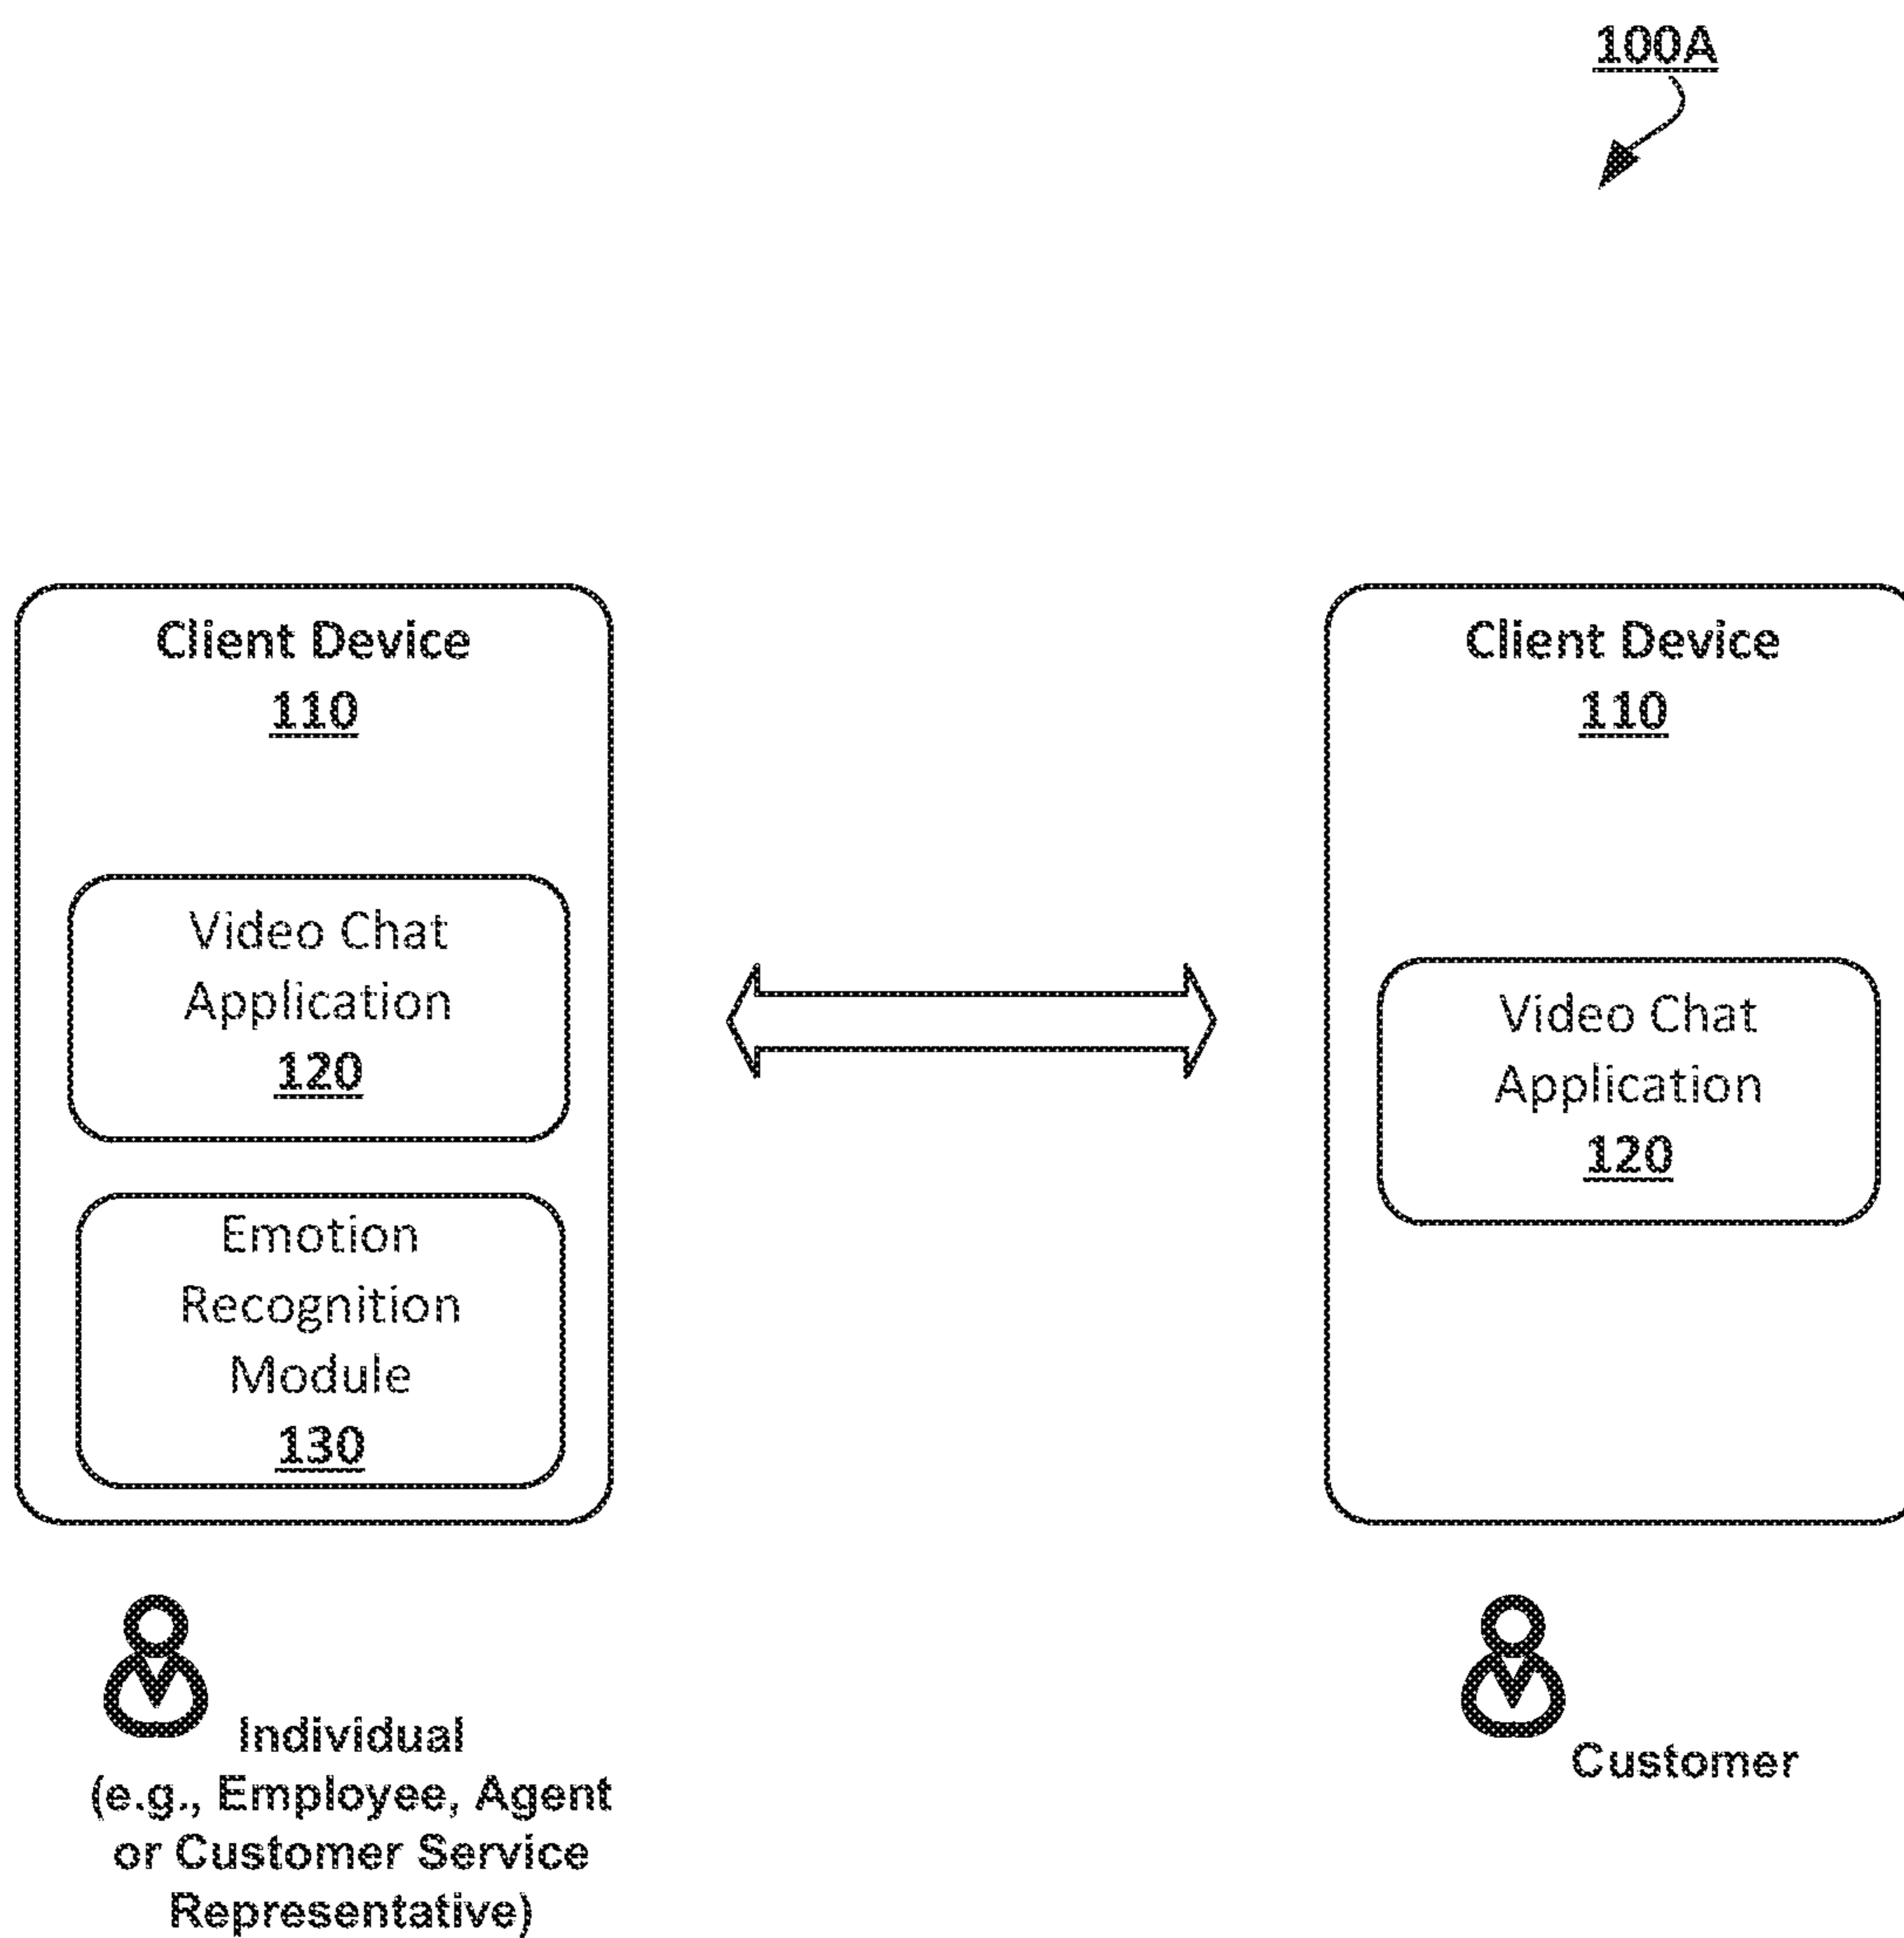 100A
Client Device
110
Video Chat
Application
120
Emotion
Recognition
Module
130
Individual
(e.g., Employee, Agent
or Customer Service
Representative)
Client Device
110
Video Chat
Application
120
Customer